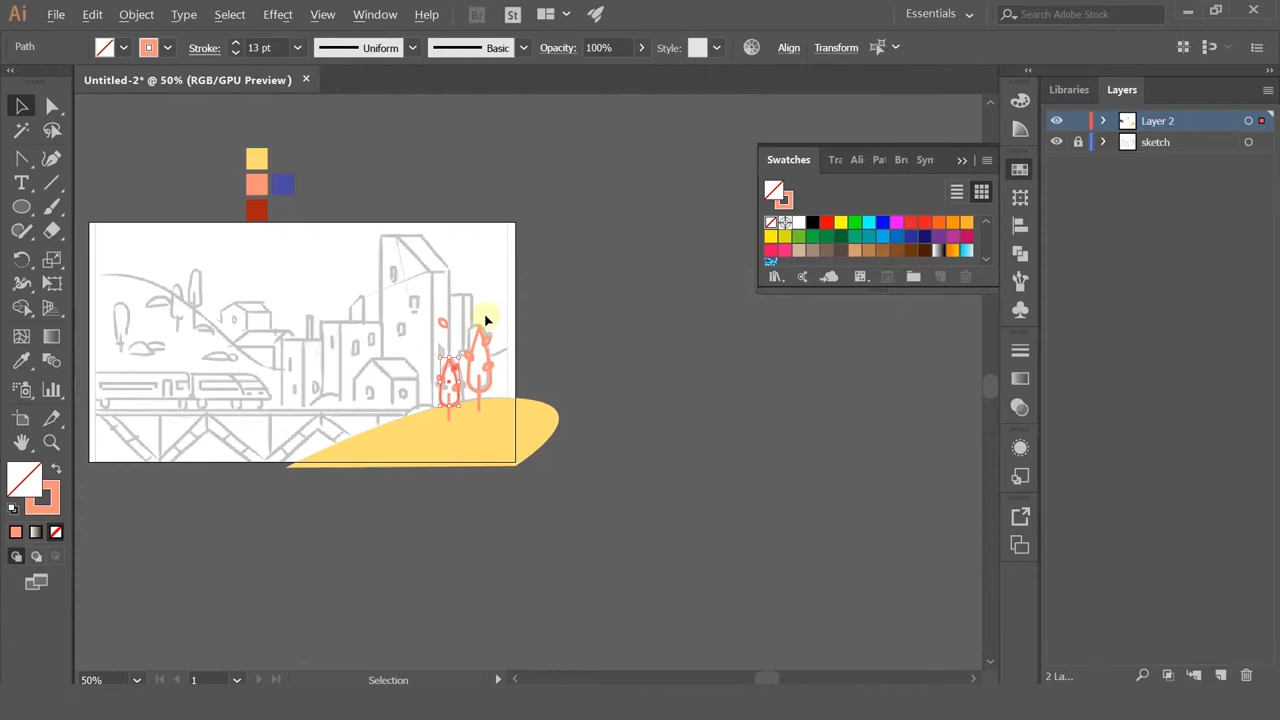 Ai File Edit Object Type Select Effect View Window Help Br St Essentials Search Adobe Stock
Path Stroke: 13 pt Uniform Basic Opacity: 100% Style: Align Transform
Untitled-2* @ 50% (RGB/GPU Preview)
Libraries Layers
Layer 2
sketch
Swatches Tra Ali Pat Bru Sym
2 La...
50% 1 Selection